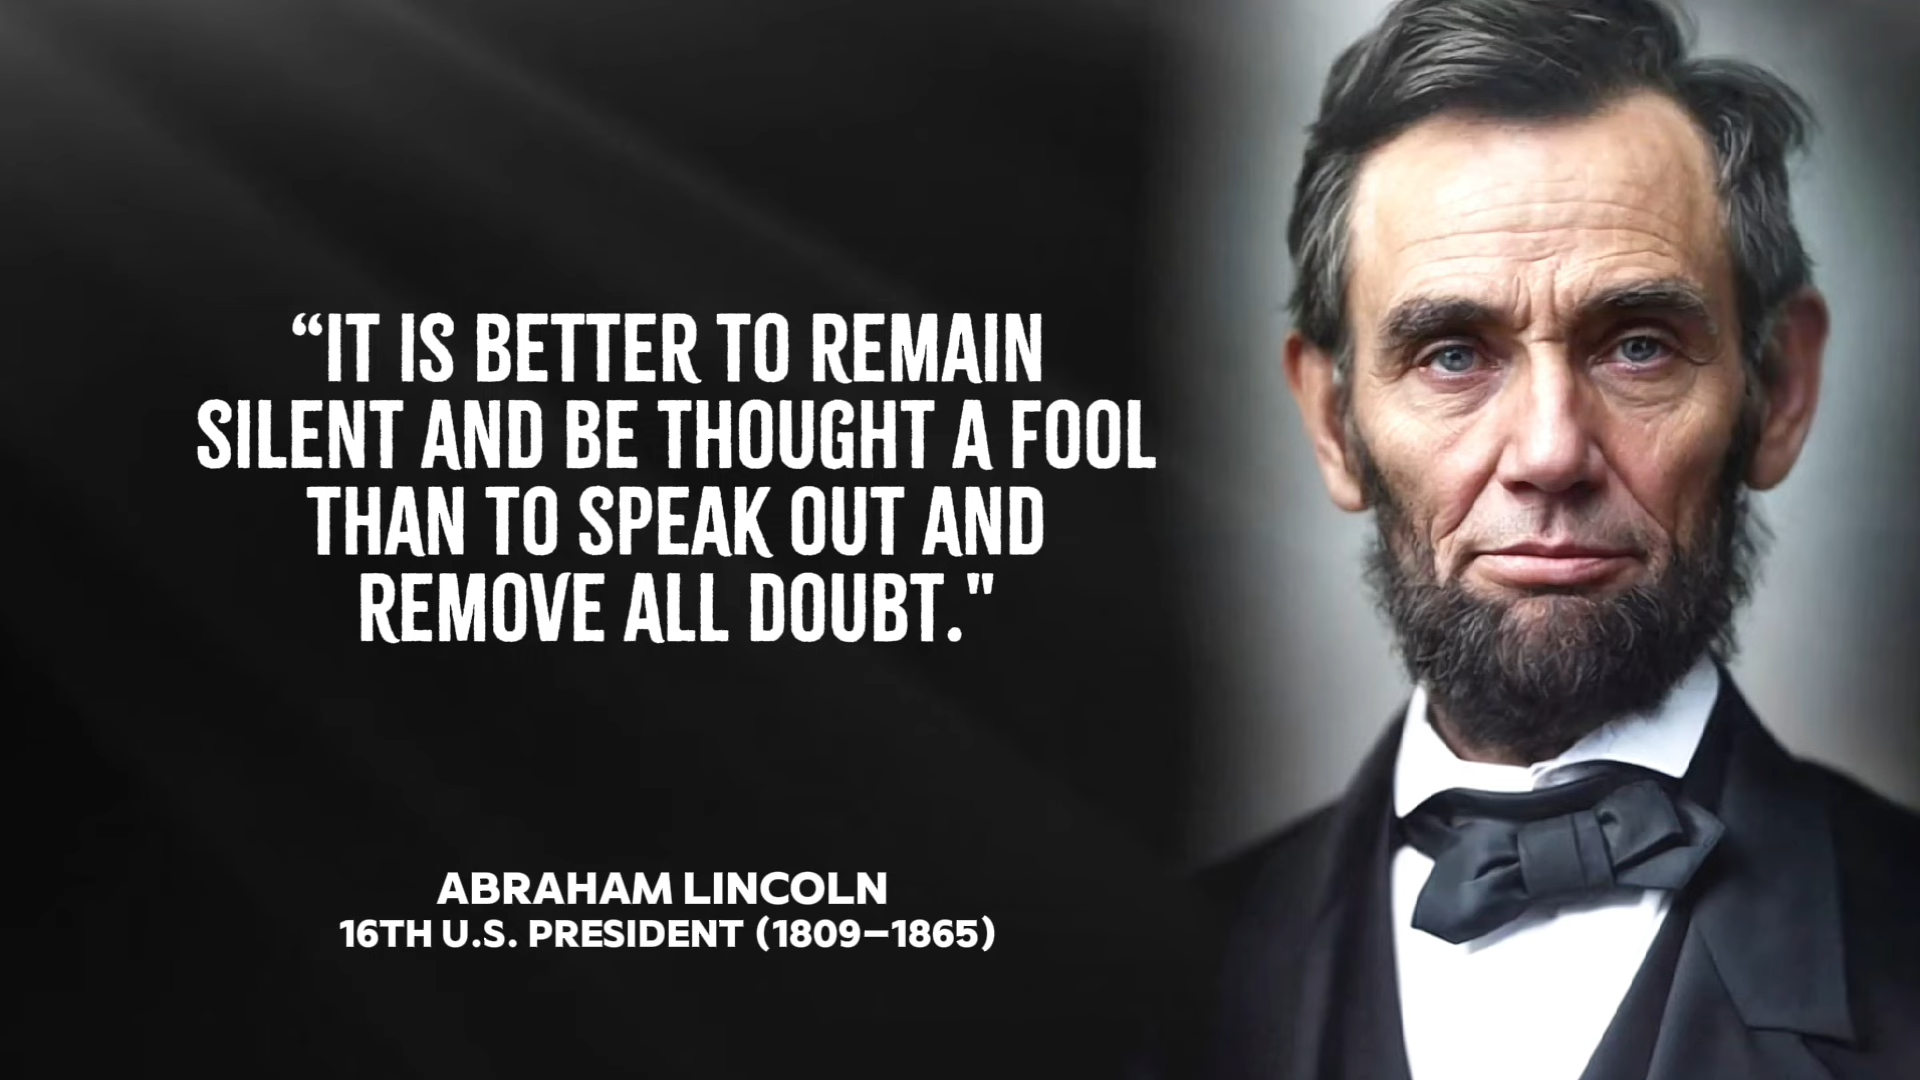 “IT IS BETTER TO REMAIN
SILENT AND BE THOUGHT A FOOL
THAN TO SPEAK OUT AND
REMOVE ALL DOUBT."
ABRAHAM LINCOLN
16TH U.S. PRESIDENT (1809–1865)